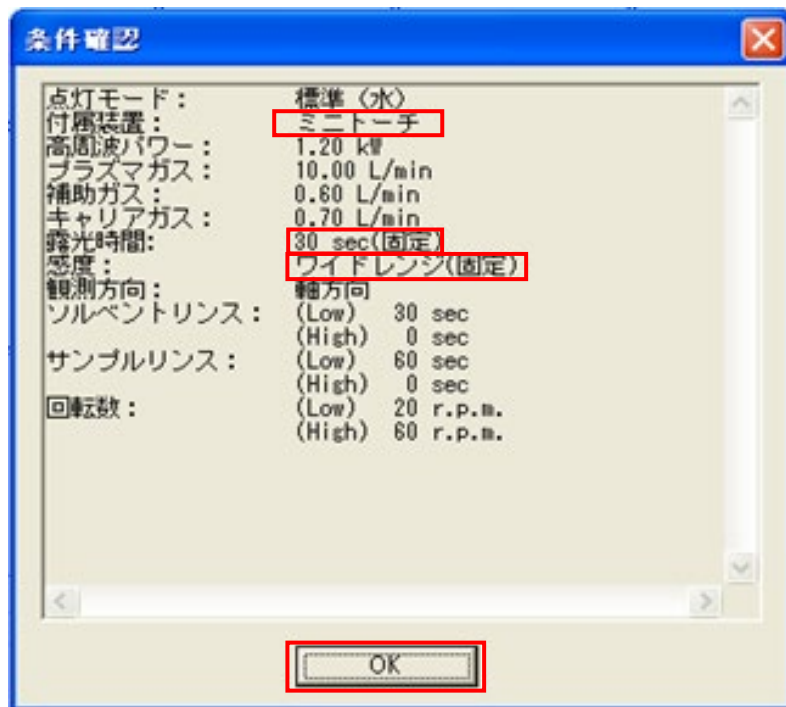 条件確認
点灯モード： 標準（水）
付属装置： ミニトーチ
高周波パワー： 1.20 kW
プラズマガス： 10.00 L/min
補助ガス： 0.60 L/min
キャリアガス： 0.70 L/min
露光時間: 30 sec(固定)
感度： ワイドレンジ(固定)
観測方向： 軸方向
ソルベントリンス： (Low) 30 sec
(High) 0 sec
サンプルリンス： (Low) 60 sec
(High) 0 sec
回転数： (Low) 20 r.p.m.
(High) 60 r.p.m.
OK